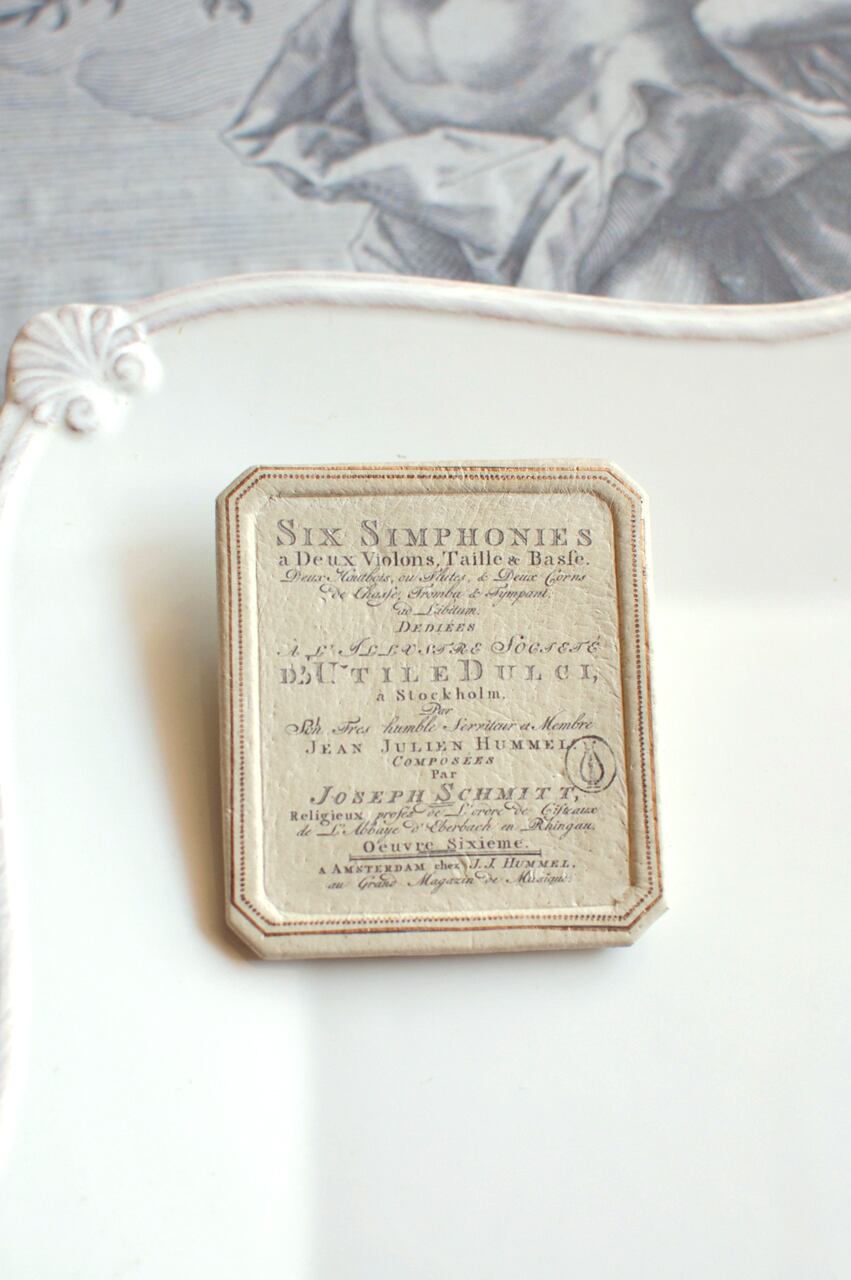 SIX SIMPHONIES
a Deux Violons, Taille & Basse.
Deux Hautbois, ou Flutes, & Deux Corns
de Chasse, Tromba & Tympani.
ad Libitum.
DEDIÉES
À L'ILLUSTRE SOCIETÉ
D'UTILE DULCI,
à Stockholm.
Par
Son Tres humble Serviteur et Membre
JEAN JULIEN HUMMEL
COMPOSÉES
Par
JOSEPH SCHMITT,
Religieux profes de L'ordre de Cisteaux
de L'Abbaye d'Eberbach en Rhingau.
Oeuvre Sixieme.
A AMSTERDAM chez J.J HUMMEL.
au Grand Magazin de Musique.